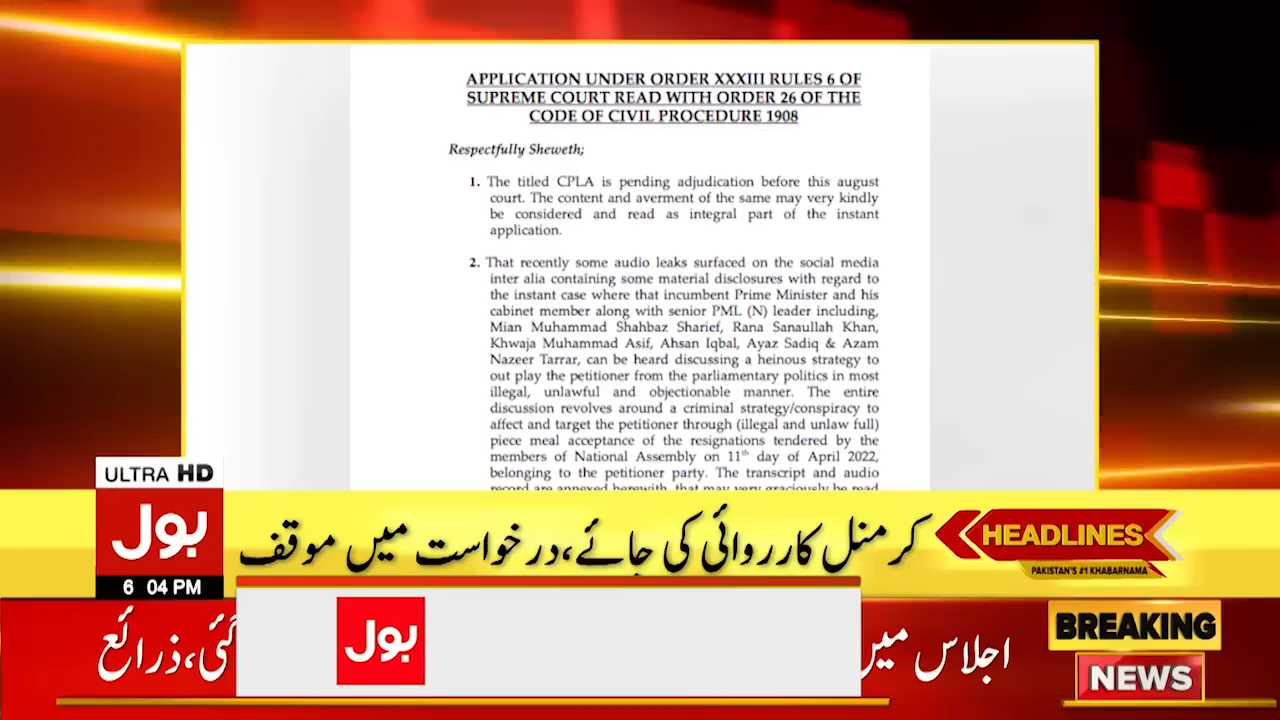 APPLICATION UNDER ORDER XXXIII RULES 6 OF
SUPREME COURT READ WITH ORDER 26 OF THE
CODE OF CIVIL PROCEDURE 1908
Respectfully Sheweth;
1. The titled CPLA is pending adjudication before this august
court. The content and averment of the same may very kindly
be considered and read as integral part of the instant
application.
2. That recently some audio leaks surfaced on the social media
inter alia containing some material disclosures with regard to
the instant case where that incumbent Prime Minister and his
cabinet member along with senior PML (N) leader including,
Mian Muhammad Shahbaz Sharief, Rana Sanaullah Khan,
Khwaja Muhammad Asif, Ahsan Iqbal, Ayaz Sadiq & Azam
Nazeer Tarrar, can be heard discussing a heinous strategy to
out play the petitioner from the parliamentary politics in most
illegal, unlawful and objectionable manner. The entire
discussion revolves around a criminal strategy/conspiracy to
affect and target the petitioner through (illegal and unlaw full)
piece meal acceptance of the resignations tendered by the
members of National Assembly on 11th day of April 2022,
belonging to the petitioner party. The transcript and audio
record are annexed herewith, that may very graciously be read
ULTRA HD
بول
6 04 PM
کرمنل کارروائی کی جائے، درخواست میں موقف
HEADLINES
PAKISTAN'S #1 KHABARNAMA
اجلاس میں
گئی، ذرائع
بول
BREAKING
NEWS